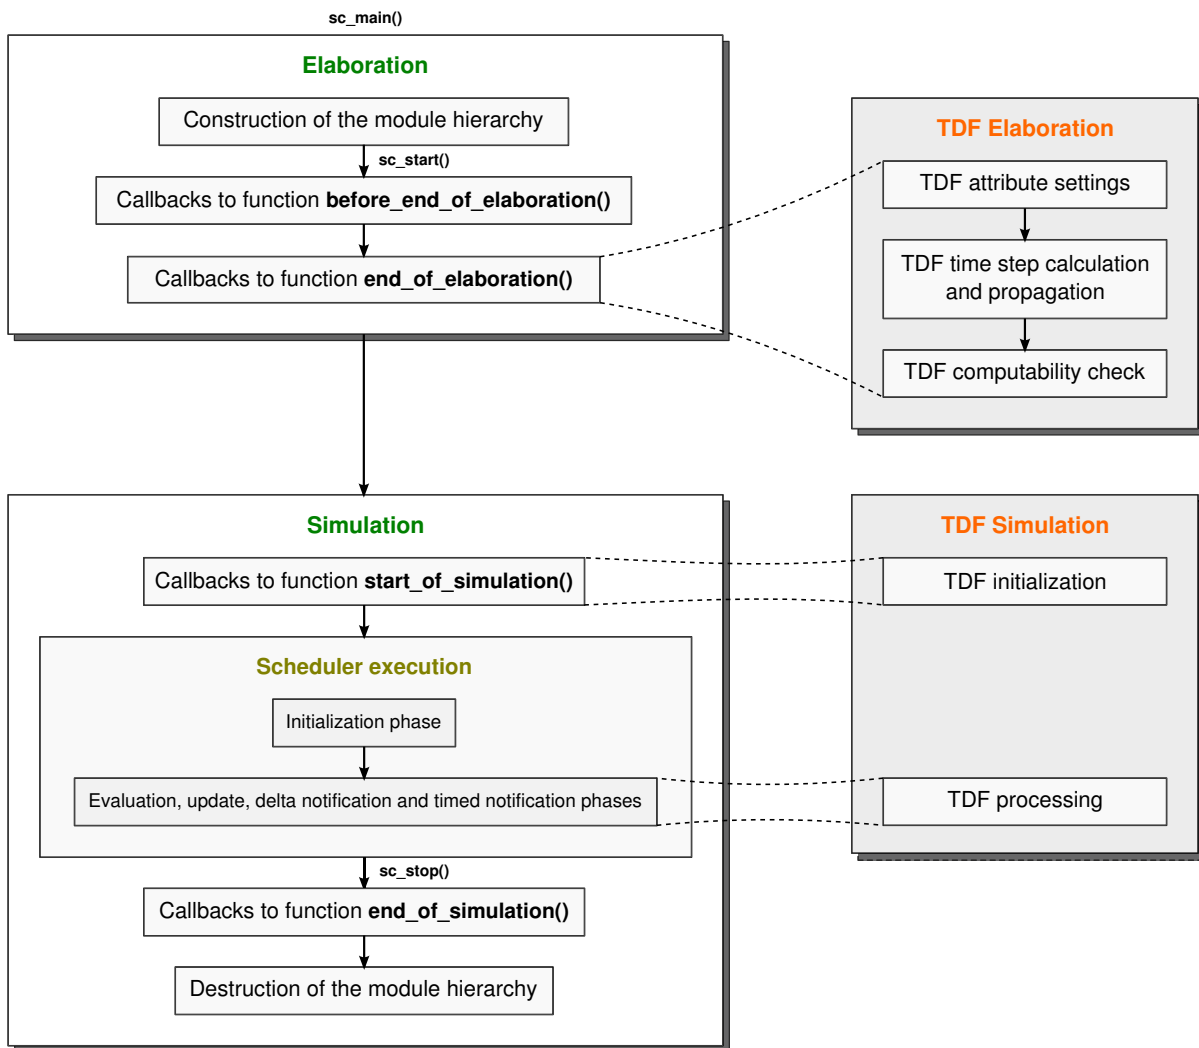 sc_main()
Elaboration
Construction of the module hierarchy
sc_start()
Callbacks to function before_end_of_elaboration()
Callbacks to function end_of_elaboration()
TDF Elaboration
TDF attribute settings
TDF time step calculation
and propagation
TDF computability check
Simulation
Callbacks to function start_of_simulation()
Scheduler execution
Initialization phase
Evaluation, update, delta notification and timed notification phases
sc_stop()
Callbacks to function end_of_simulation()
Destruction of the module hierarchy
TDF Simulation
TDF initialization
TDF processing